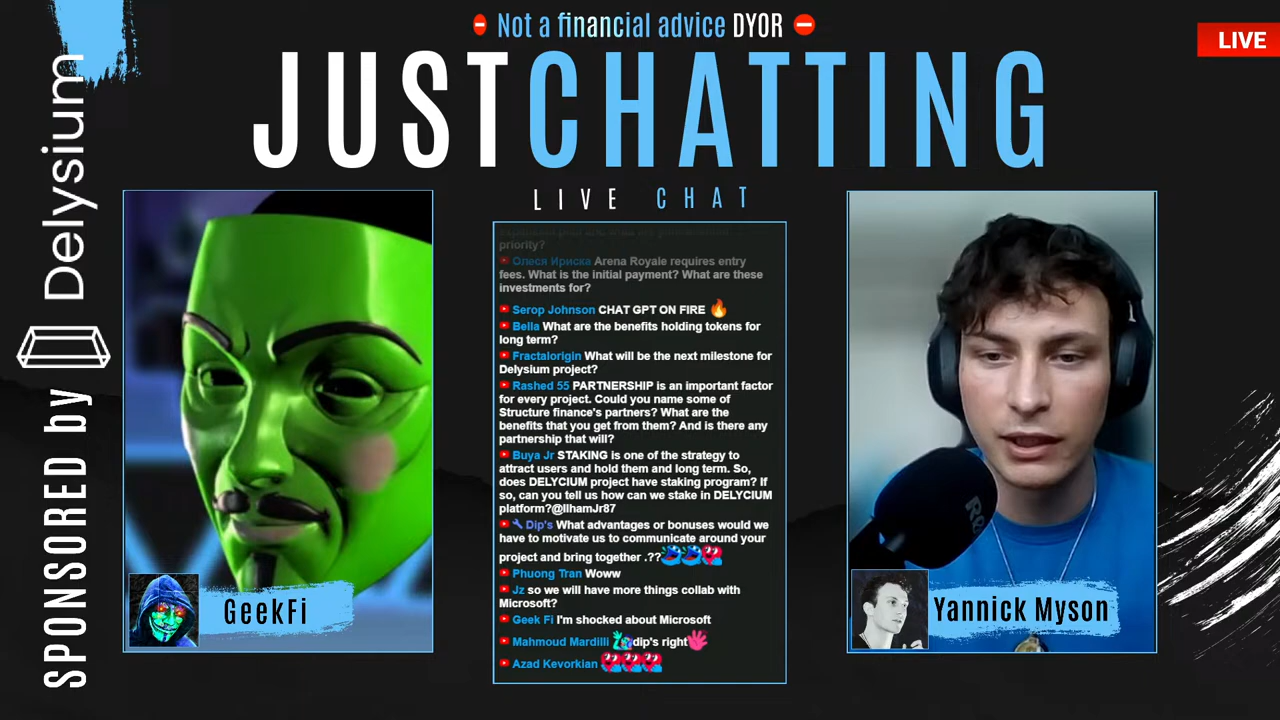 Not a financial advice DYOR
LIVE
JUSTCHATTING
LIVE CHAT
SPONSORED by Delysium
priority?
Олеся Ириска Arena Royale requires entry
fees. What is the initial payment? What are these
investments for?
Serop Johnson CHAT GPT ON FIRE 🔥
Bella What are the benefits holding tokens for
long term?
Fractalorigin What will be the next milestone for
Delysium project?
Rashed 55 PARTNERSHIP is an important factor
for every project. Could you name some of
Structure finance's partners? What are the
benefits that you get from them? And is there any
partnership that will?
Buya Jr STAKING is one of the strategy to
attract users and hold them and long term. So,
does DELYCIUM project have staking program? If
so, can you tell us how can we stake in DELYCIUM
platform?@IlhamJr87
Dip's What advantages or bonuses would we
have to motivate us to communicate around your
project and bring together .??
Phuong Tran Woww
Jz so we will have more things collab with
Microsoft?
Geek Fi I'm shocked about Microsoft
Mahmoud Mardilli dip's right
Azad Kevorkian
GeekFi
Yannick Myson